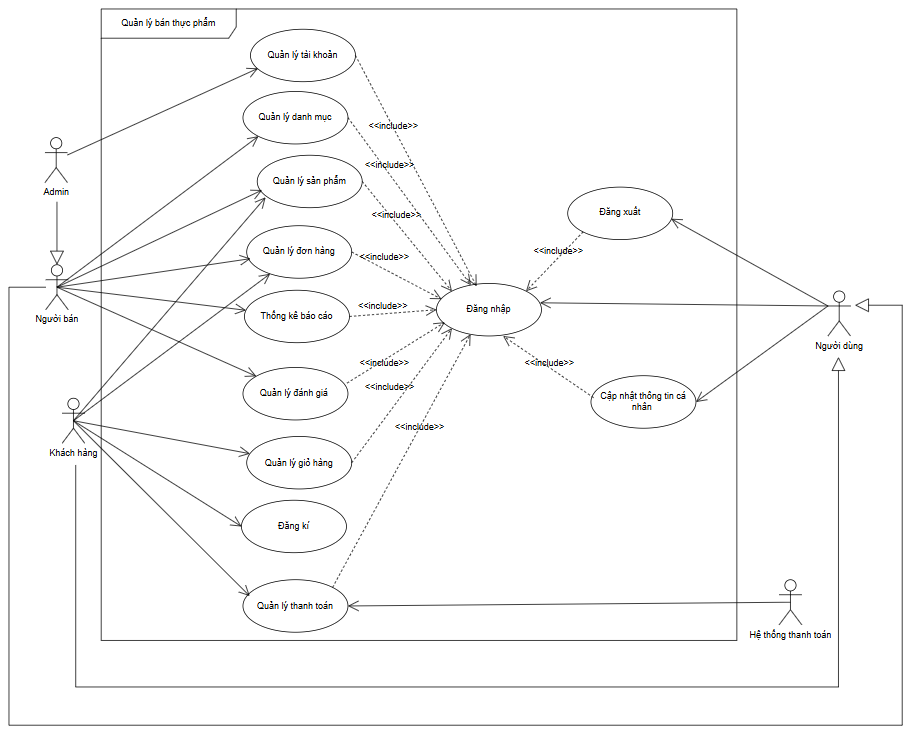 Quản lý bán thực phẩm
Quản lý tài khoản
Quản lý danh mục
<<include>>
<<include>>
Quản lý sản phẩm
Admin
<<include>>
Đăng xuất
Quản lý đơn hàng
<<include>>
<<include>>
Người bán
Thống kê báo cáo
<<include>>
Đăng nhập
Người dùng
<<include>>
<<include>>
Quản lý đánh giá
<<include>>
Cập nhật thông tin cá
nhân
Khách hàng
<<include>>
Quản lý giỏ hàng
Đăng kí
Quản lý thanh toán
Hệ thống thanh toán